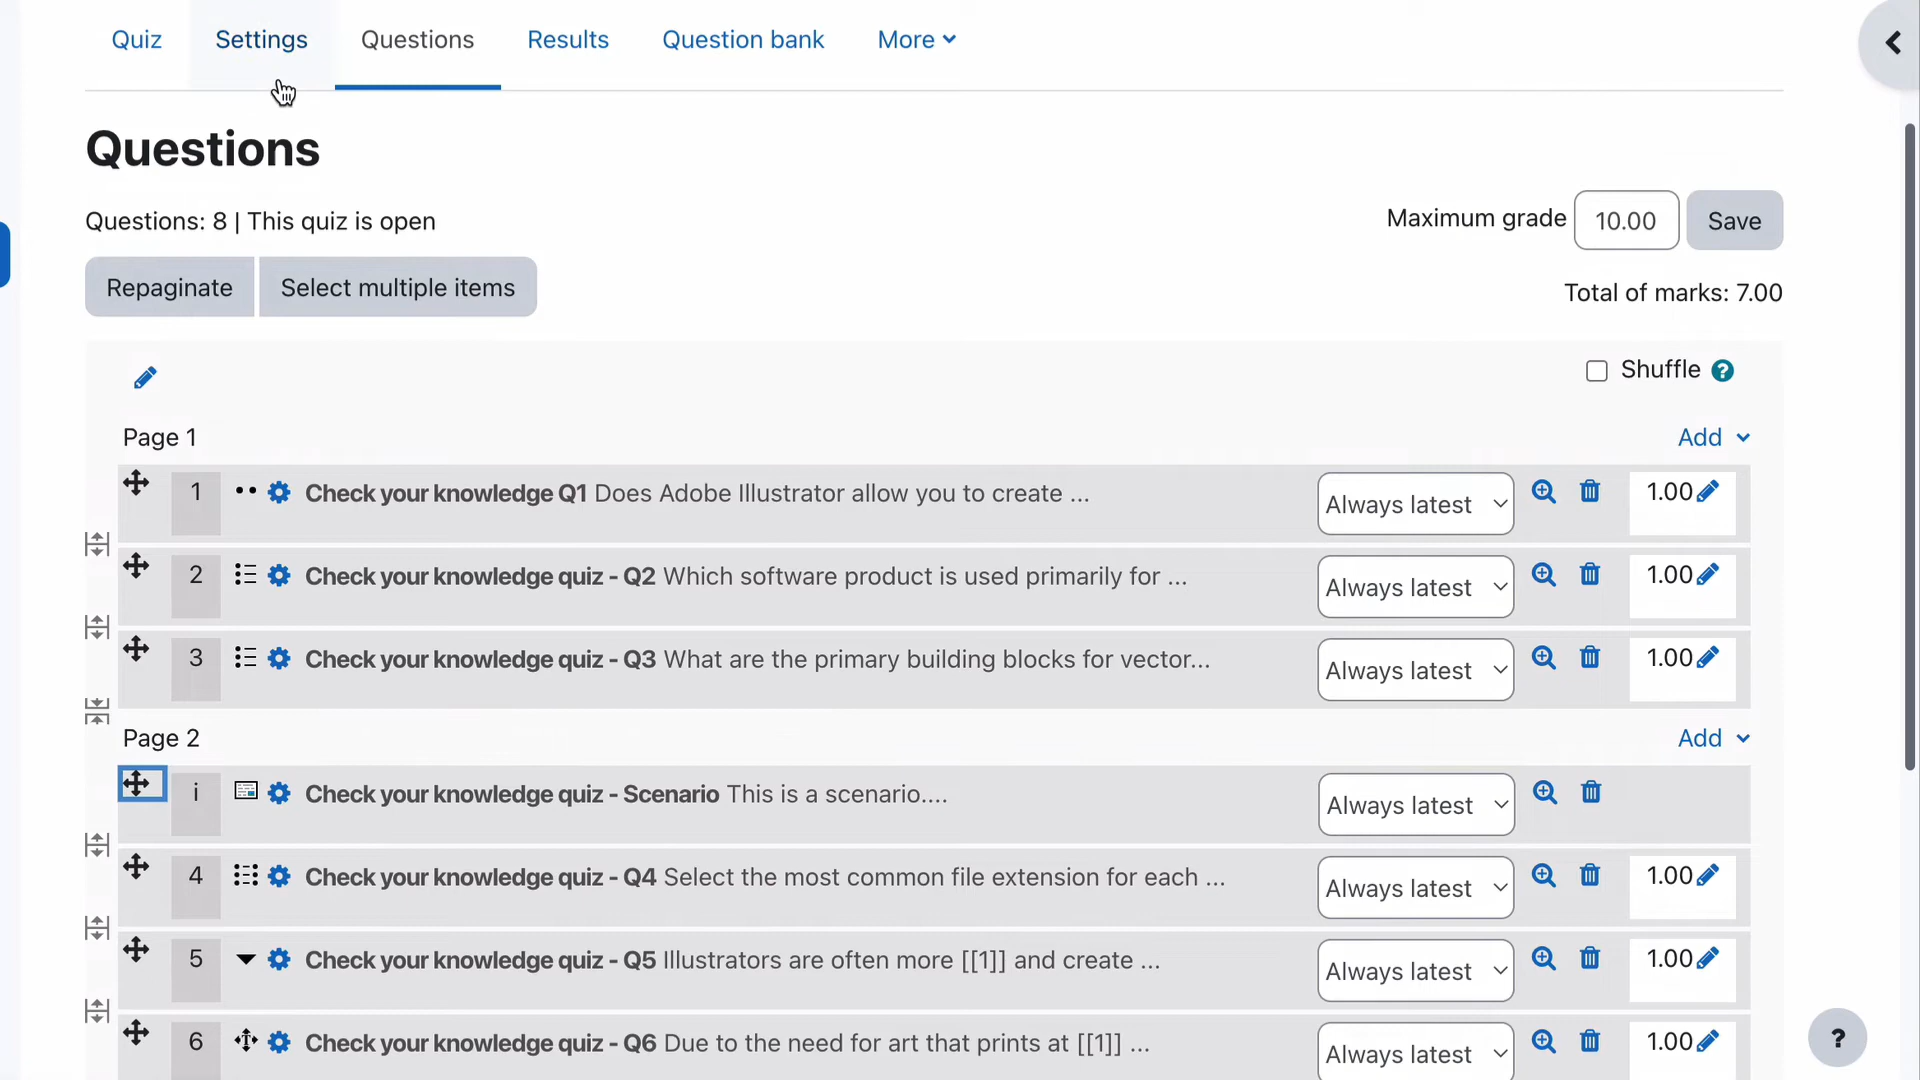 Quiz Settings Questions Results Question bank More
Questions
Questions: 8 | This quiz is open
Maximum grade 10.00 Save
Repaginate Select multiple items
Total of marks: 7.00
Shuffle ?
Page 1 Add
1 Check your knowledge Q1 Does Adobe Illustrator allow you to create ... Always latest 1.00
2 Check your knowledge quiz - Q2 Which software product is used primarily for ... Always latest 1.00
3 Check your knowledge quiz - Q3 What are the primary building blocks for vector... Always latest 1.00
Page 2 Add
i Check your knowledge quiz - Scenario This is a scenario.... Always latest
4 Check your knowledge quiz - Q4 Select the most common file extension for each ... Always latest 1.00
5 Check your knowledge quiz - Q5 Illustrators are often more [[1]] and create ... Always latest 1.00
6 Check your knowledge quiz - Q6 Due to the need for art that prints at [[1]] ... Always latest 1.00
?